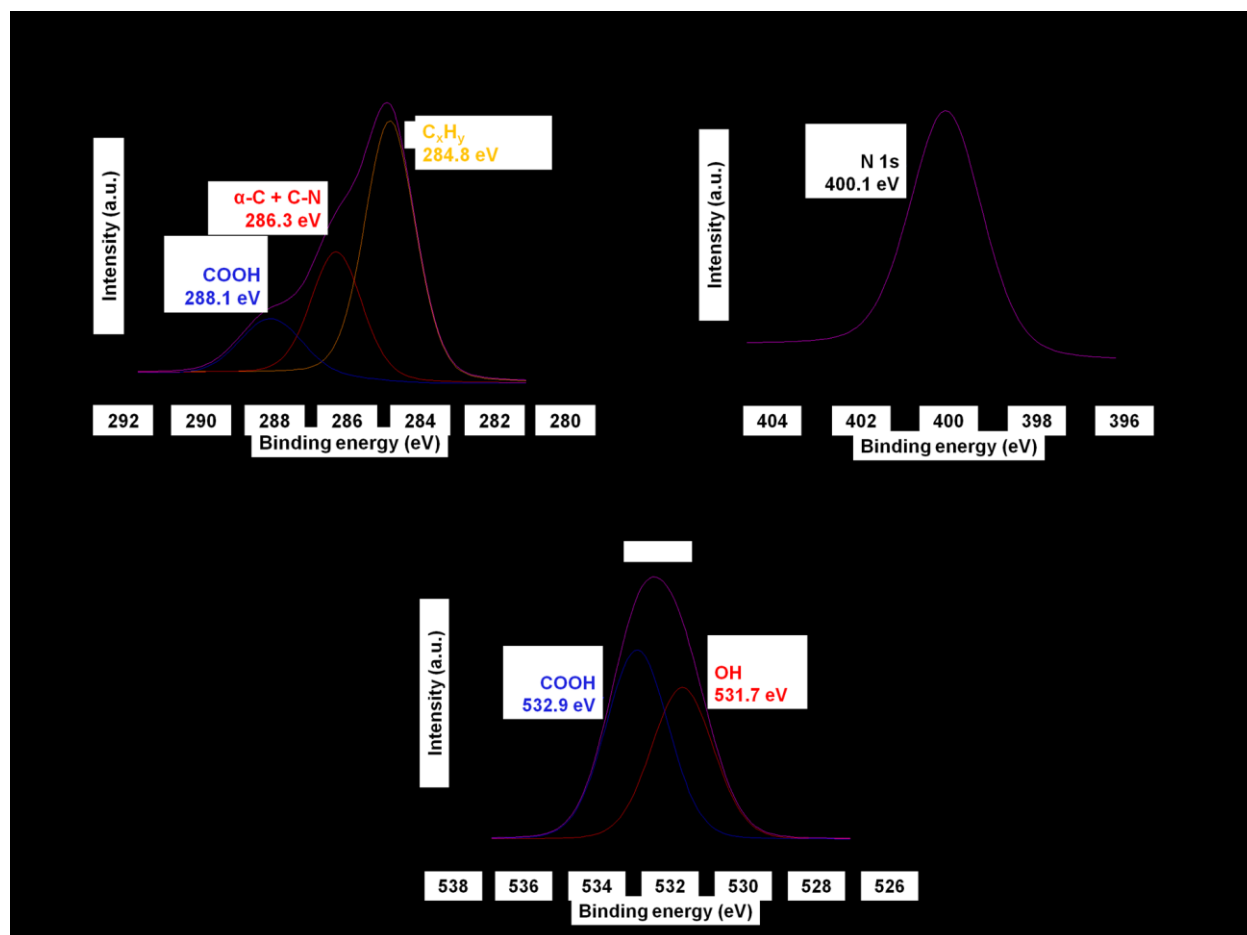 CxHy
284.8 eV
α-C + C-N
286.3 eV
COOH
288.1 eV
Intensity (a.u.)
292 290 288 286 284 282 280
Binding energy (eV)
N 1s
400.1 eV
Intensity (a.u.)
404 402 400 398 396
Binding energy (eV)
COOH
532.9 eV
OH
531.7 eV
Intensity (a.u.)
538 536 534 532 530 528 526
Binding energy (eV)